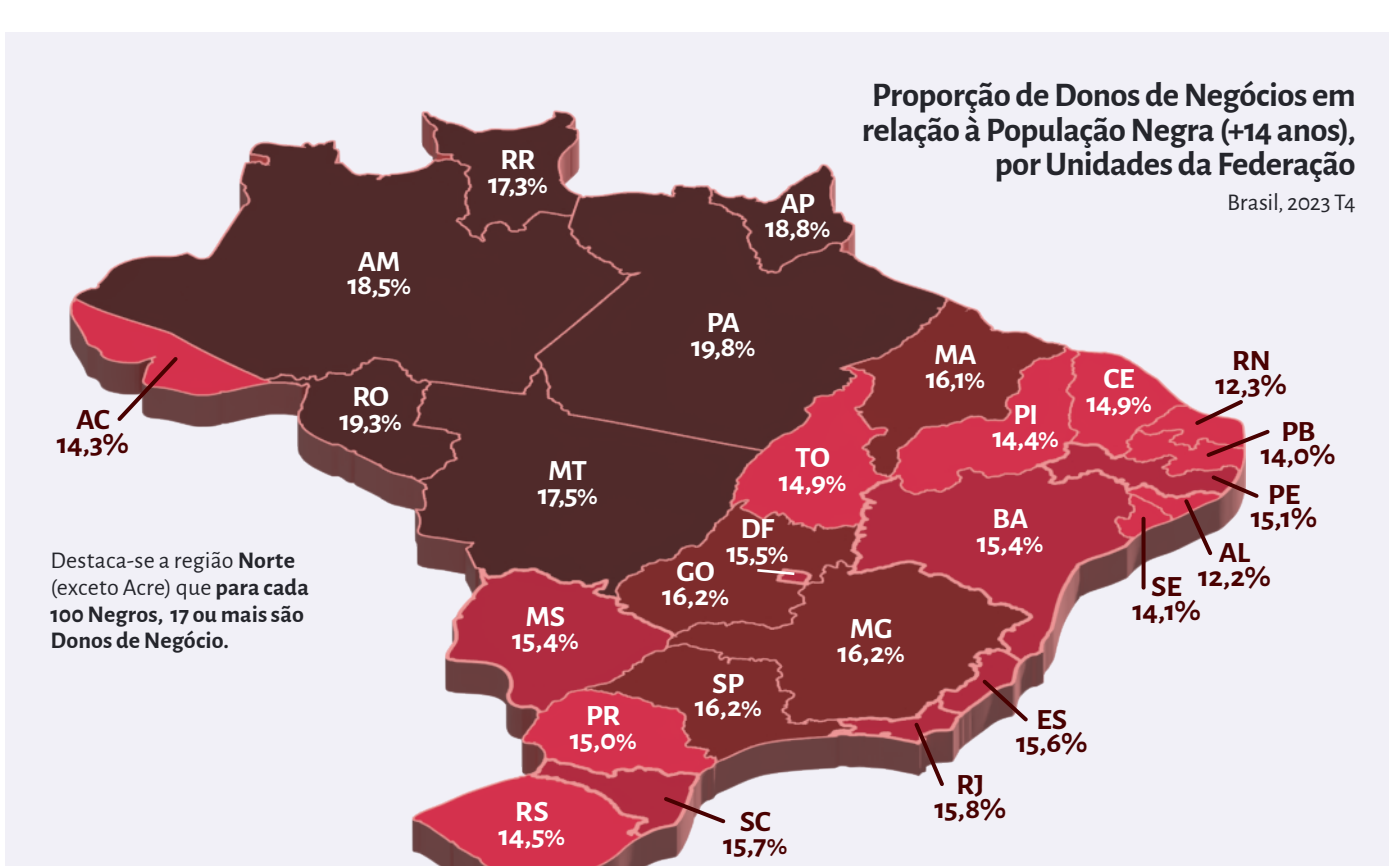 Proporção de Donos de Negócios em
relação à População Negra (+14 anos),
por Unidades da Federação
Brasil, 2023 T4
RR
17,3%
AP
18,8%
AM
18,5%
PA
19,8%
MA
16,1%
RN
12,3%
CE
14,9%
RO
19,3%
AC
14,3%
PI
14,4%
PB
14,0%
TO
14,9%
MT
17,5%
PE
15,1%
BA
15,4%
DF
15,5%
AL
12,2%
GO
16,2%
SE
14,1%
Destaca-se a região Norte
(exceto Acre) que para cada
100 Negros, 17 ou mais são
Donos de Negócio.
MS
15,4%
MG
16,2%
SP
16,2%
PR
15,0%
ES
15,6%
RJ
15,8%
RS
14,5%
SC
15,7%